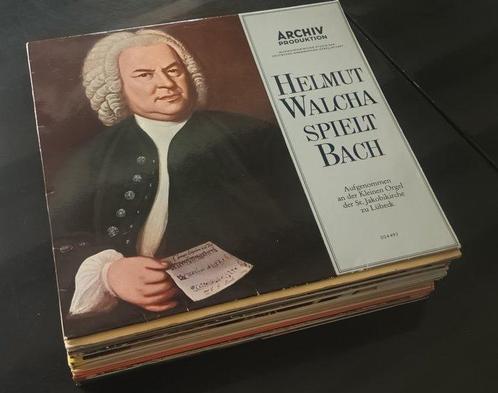 ARCHIV
PRODUKTION
HELMUT
WALCHA
SPIELT
BACH
Aufgenommen
an der Kleinen Orgel
der St. Jakobikirche
zu Lübeck